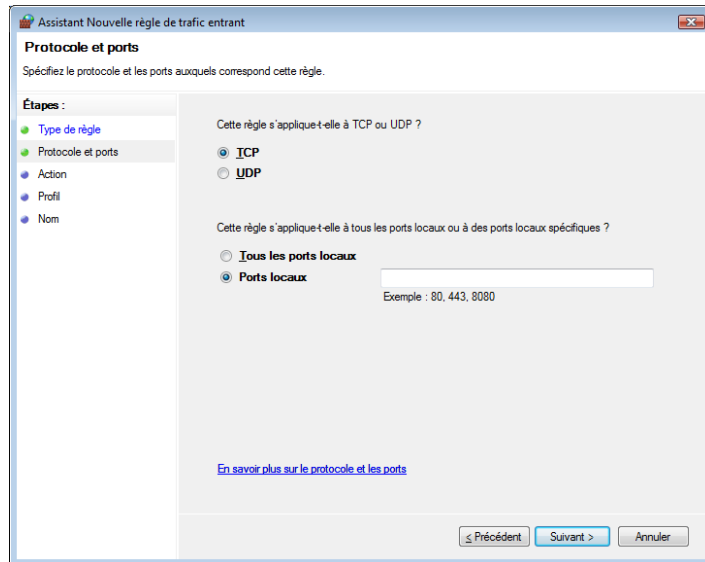 Assistant Nouvelle règle de trafic entrant
Protocole et ports
Spécifiez le protocole et les ports auxquels correspond cette règle.
Étapes :
Type de règle
Protocole et ports
Action
Profil
Nom
Cette règle s'applique-t-elle à TCP ou UDP ?
TCP
UDP
Cette règle s'applique-t-elle à tous les ports locaux ou à des ports locaux spécifiques ?
Tous les ports locaux
Ports locaux
Exemple : 80, 443, 8080
En savoir plus sur le protocole et les ports
< Précédent
Suivant >
Annuler